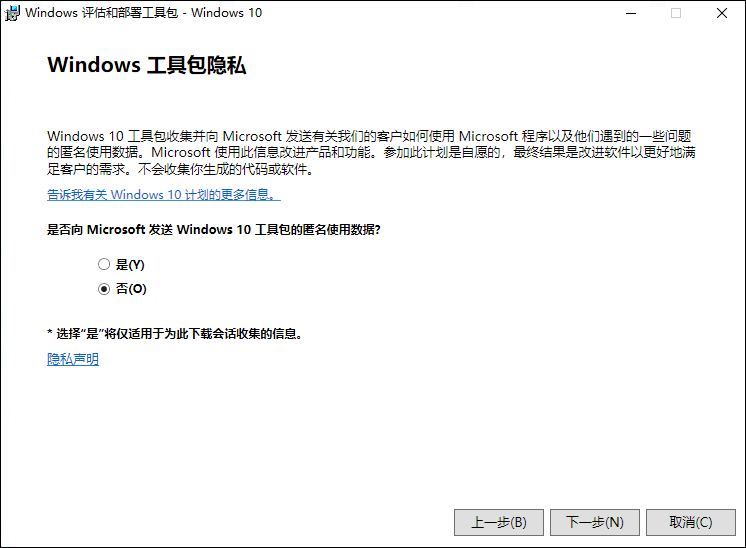 Windows 评估和部署工具包 - Windows 10
Windows 工具包隐私
Windows 10 工具包收集并向 Microsoft 发送有关我们的客户如何使用 Microsoft 程序以及他们遇到的一些问题
的匿名使用数据。Microsoft 使用此信息改进产品和功能。参加此计划是自愿的，最终结果是改进软件以更好地满
足客户的需求。不会收集你生成的代码或软件。
告诉我有关 Windows 10 计划的更多信息。
是否向 Microsoft 发送 Windows 10 工具包的匿名使用数据?
是(Y)
否(O)
* 选择“是”将仅适用于为此下载会话收集的信息。
隐私声明
上一步(B)
下一步(N)
取消(C)